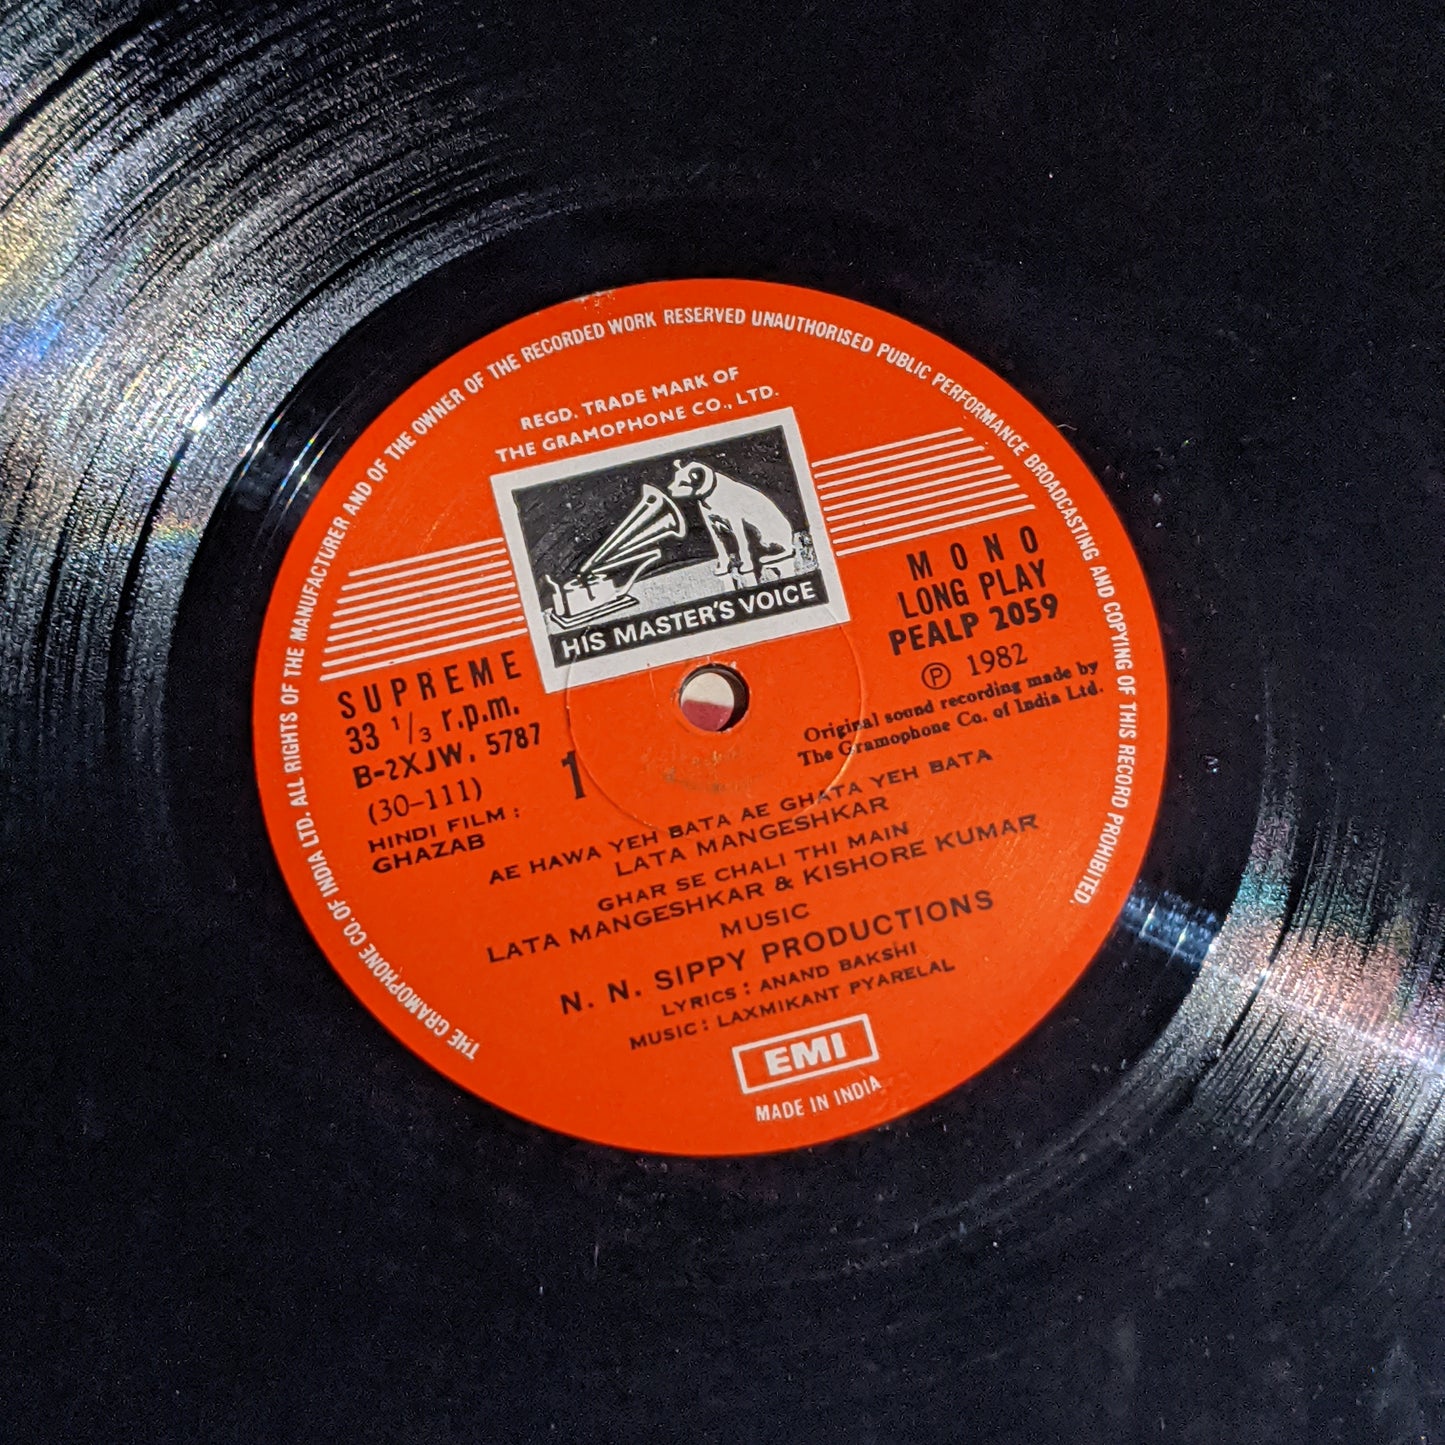 THE GRAMOPHONE CO. OF INDIA LTD. ALL RIGHTS OF THE MANUFACTURER AND OF THE OWNER OF THE RECORDED WORK RESERVED UNAUTHORISED PUBLIC PERFORMANCE BROADCASTING AND COPYING OF THIS RECORD PROHIBITED.
REGD. TRADE MARK OF
THE GRAMOPHONE CO., LTD.
HIS MASTER'S VOICE
SUPREME
33 1/3 r.p.m.
B-2XJW, 5787
(30-111)
HINDI FILM :
GHAZAB
1
MONO
LONG PLAY
PEALP 2059
℗ 1982
Original sound recording made by
The Gramophone Co. of India Ltd.
AE HAWA YEH BATA AE GHATA YEH BATA
LATA MANGESHKAR
GHAR SE CHALI THI MAIN
LATA MANGESHKAR & KISHORE KUMAR
MUSIC
N. N. SIPPY PRODUCTIONS
LYRICS : ANAND BAKSHI
MUSIC : LAXMIKANT PYARELAL
EMI
MADE IN INDIA